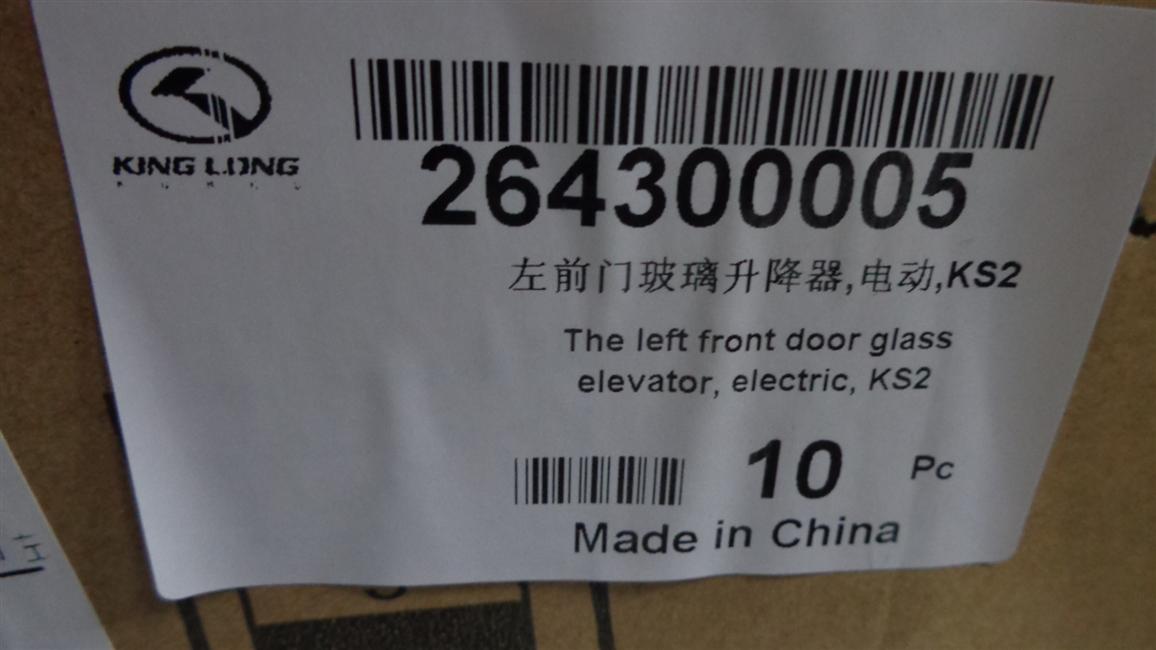 KING LONG
264300005
左前门玻璃升降器,电动,KS2
The left front door glass
elevator, electric, KS2
10 Pc
Made in China